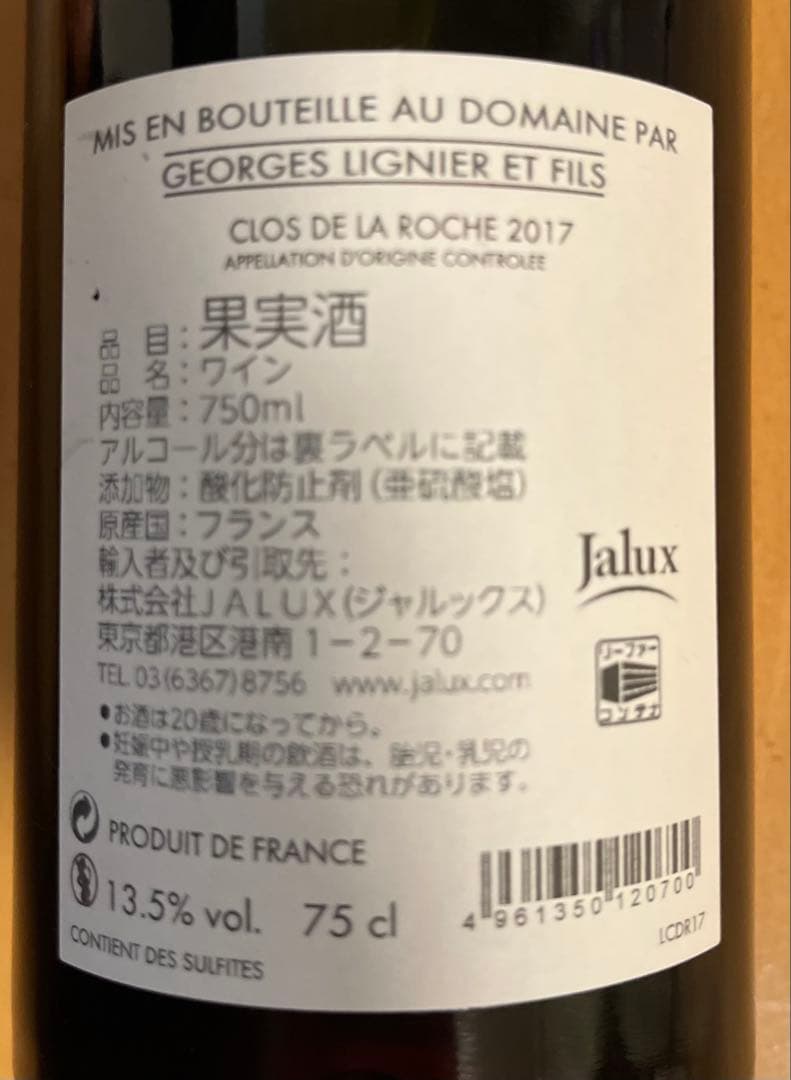 MIS EN BOUTEILLE AU DOMAINE PAR
GEORGES LIGNIER ET FILS
CLOS DE LA ROCHE 2017
APPELLATION D'ORIGINE CONTROLEE
品 目：果実酒
品 名：ワイン
内容量：750ml
アルコール分は裏ラベルに記載
添加物：酸化防止剤（亜硫酸塩）
原産国：フランス
輸入者及び引取先：
株式会社JALUX(ジャルックス)
東京都港区港南1-2-70
TEL 03(6367)8756 www.jalux.com
Jalux
リーファー
コンテナ
●お酒は20歳になってから。
●妊娠中や授乳期の飲酒は、胎児・乳児の
発育に悪影響を与える恐れがあります。
PRODUIT DE FRANCE
13.5% vol. 75 cl
CONTIENT DES SULFITES
4 961350 120700
LCDR17